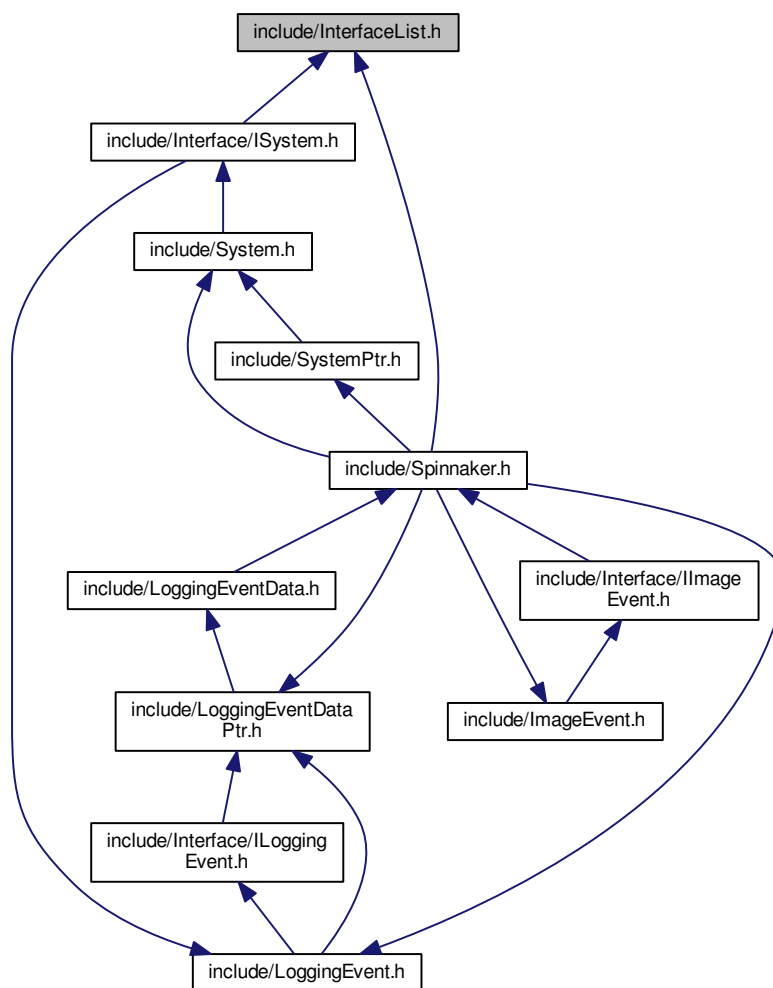 include/InterfaceList.h
include/Interface/ISystem.h
include/System.h
include/SystemPtr.h
include/Spinnaker.h
include/LoggingEventData.h
include/Interface/IImage
Event.h
include/LoggingEventData
Ptr.h
include/ImageEvent.h
include/Interface/ILogging
Event.h
include/LoggingEvent.h